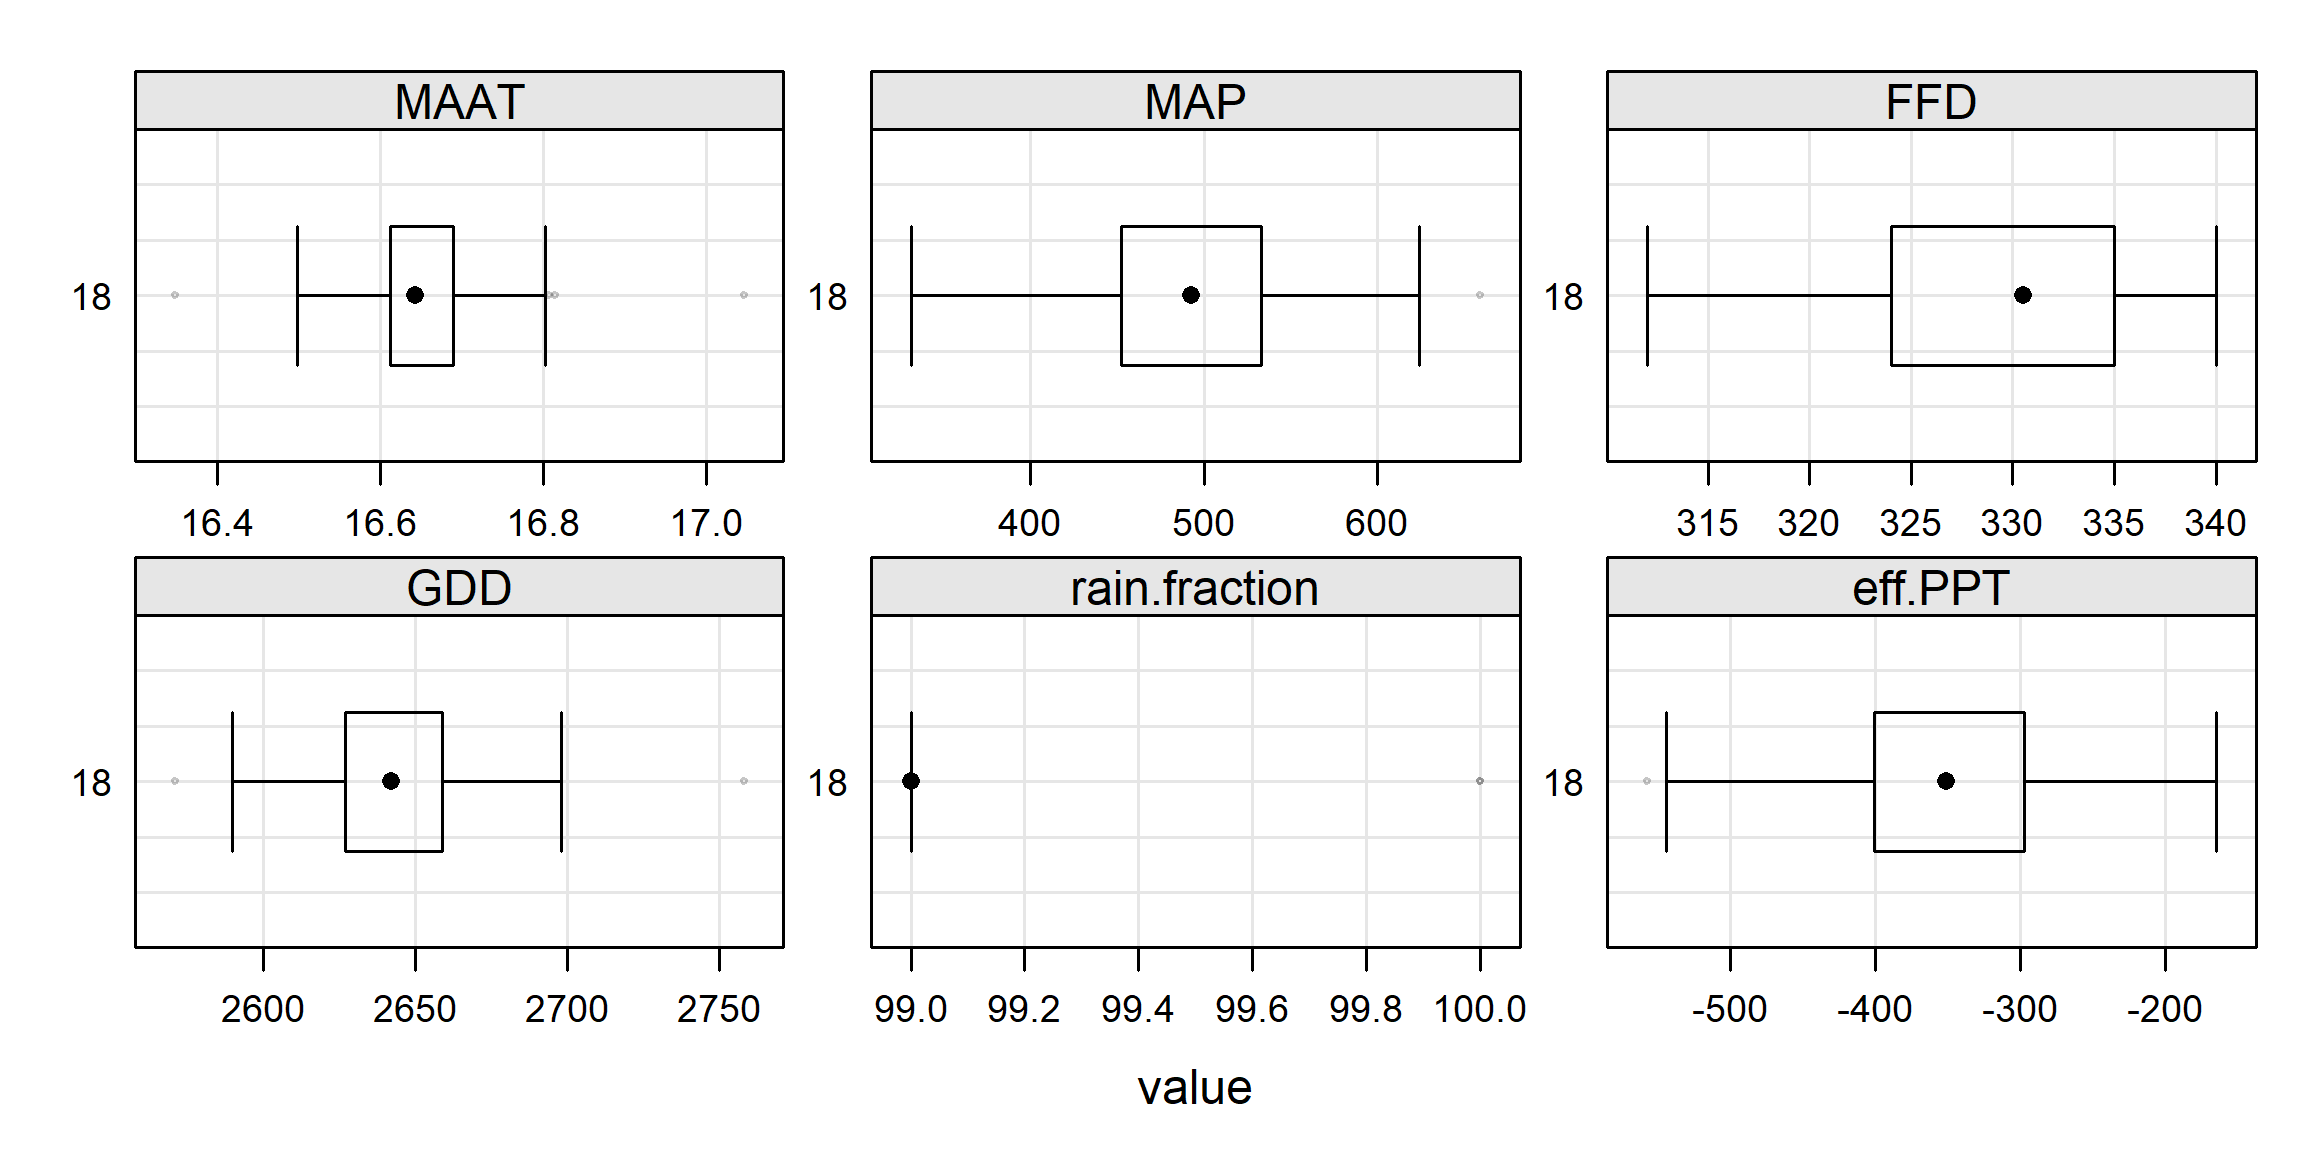 MAAT MAP FFD
18 18 18
16.4 16.6 16.8 17.0 400 500 600 315 320 325 330 335 340
GDD rain.fraction eff.PPT
18 18 18
2600 2650 2700 2750 99.0 99.2 99.4 99.6 99.8 100.0 -500 -400 -300 -200
value